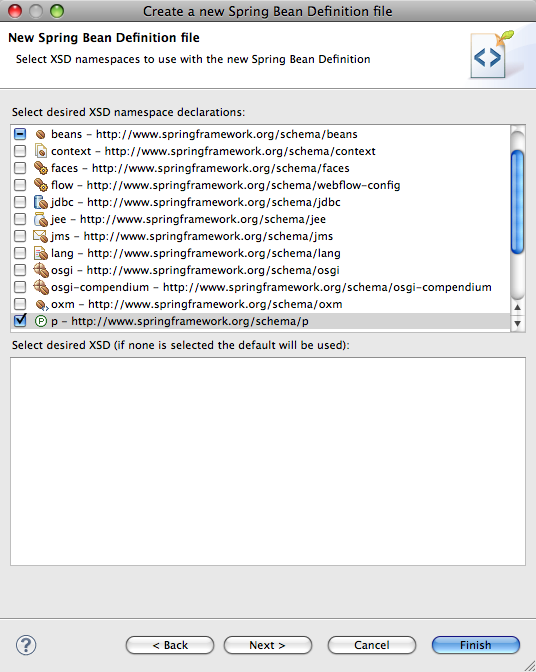 Create a new Spring Bean Definition file
New Spring Bean Definition file
Select XSD namespaces to use with the new Spring Bean Definition
Select desired XSD namespace declarations:
beans - http://www.springframework.org/schema/beans
context - http://www.springframework.org/schema/context
faces - http://www.springframework.org/schema/faces
flow - http://www.springframework.org/schema/webflow-config
jdbc - http://www.springframework.org/schema/jdbc
jee - http://www.springframework.org/schema/jee
jms - http://www.springframework.org/schema/jms
lang - http://www.springframework.org/schema/lang
osgi - http://www.springframework.org/schema/osgi
osgi-compendium - http://www.springframework.org/schema/osgi-compendium
oxm - http://www.springframework.org/schema/oxm
p - http://www.springframework.org/schema/p
Select desired XSD (if none is selected the default will be used):
? < Back Next > Cancel Finish